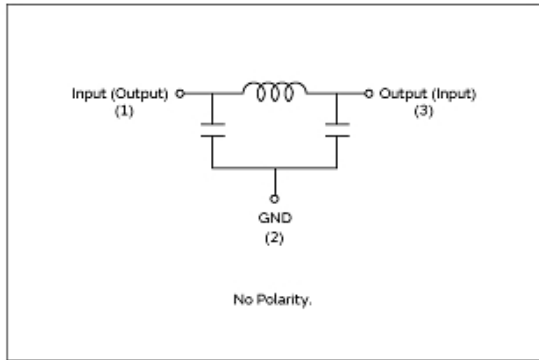 Input (Output)
(1)
Output (Input)
(3)
GND
(2)
No Polarity.